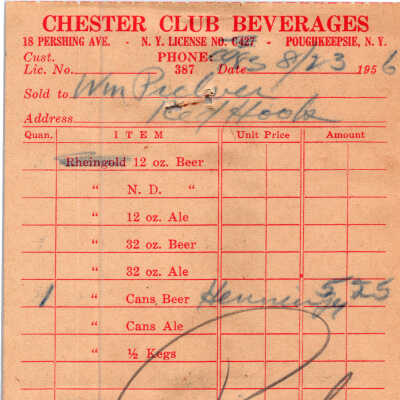 CHESTER CLUB BEVERAGES
18 PERSHING AVE. - N. Y. LICENSE No. C427 - POUGHKEEPSIE, N. Y.
Cust. PHONE:
Lic. No. 387 Date 8/23 1956
Sold to Wm
Address Red Hook
Quan. ITEM Unit Price Amount
Rheingold 12 oz. Beer
" N. D. "
" 12 oz. Ale
" 32 oz. Beer
" 32 oz. Ale
1 " Cans Beer 5 25
" Cans Ale
" ½ Kegs